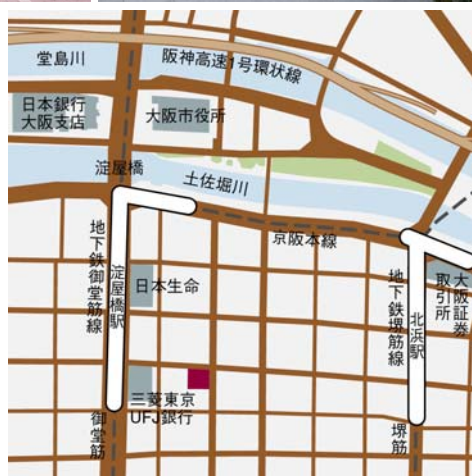 堂島川
阪神高速1号環状線
日本銀行
大阪支店
大阪市役所
淀屋橋
土佐堀川
京阪本線
地下鉄御堂筋線
淀屋橋駅
日本生命
地下鉄堺筋線
北浜駅
大阪証券
取引所
三菱東京
UFJ銀行
御堂筋
堺筋